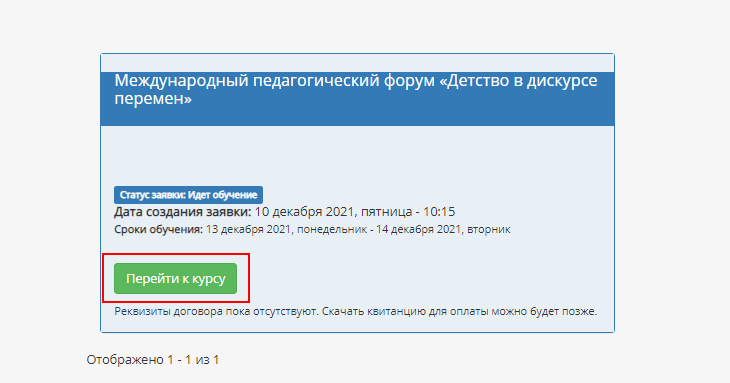 Международный педагогический форум «Детство в дискурсе
перемен»
Статус заявки: Идет обучение
Дата создания заявки: 10 декабря 2021, пятница - 10:15
Сроки обучения: 13 декабря 2021, понедельник - 14 декабря 2021, вторник
Перейти к курсу
Реквизиты договора пока отсутствуют. Скачать квитанцию для оплаты можно будет позже.
Отображено 1 - 1 из 1